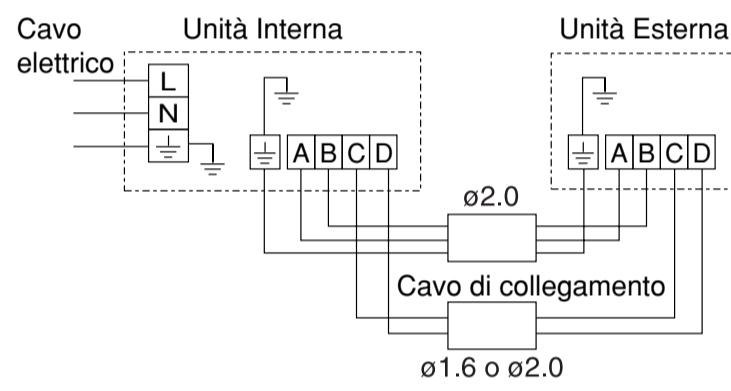 Cavo elettrico
Unità Interna
Unità Esterna
L
N
A B C D
A B C D
ø2.0
Cavo di collegamento
ø1.6 o ø2.0